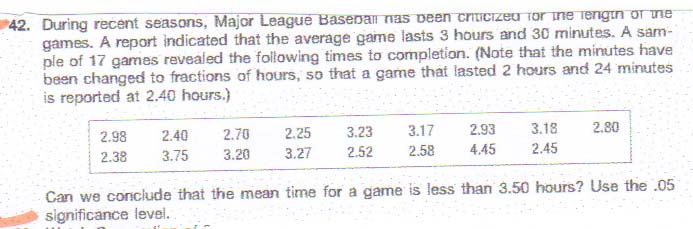 42. During recent seasons, Major League Baseball has been criticized for the length of the
games. A report indicated that the average game lasts 3 hours and 30 minutes. A sam-
ple of 17 games revealed the following times to completion. (Note that the minutes have
been changed to fractions of hours, so that a game that lasted 2 hours and 24 minutes
is reported at 2.40 hours.)
2.98 2.40 2.70 2.25 3.23 3.17 2.93 3.18 2.80
2.38 3.75 3.20 3.27 2.52 2.58 4.45 2.45
Can we conclude that the mean time for a game is less than 3.50 hours? Use the .05
significance level.